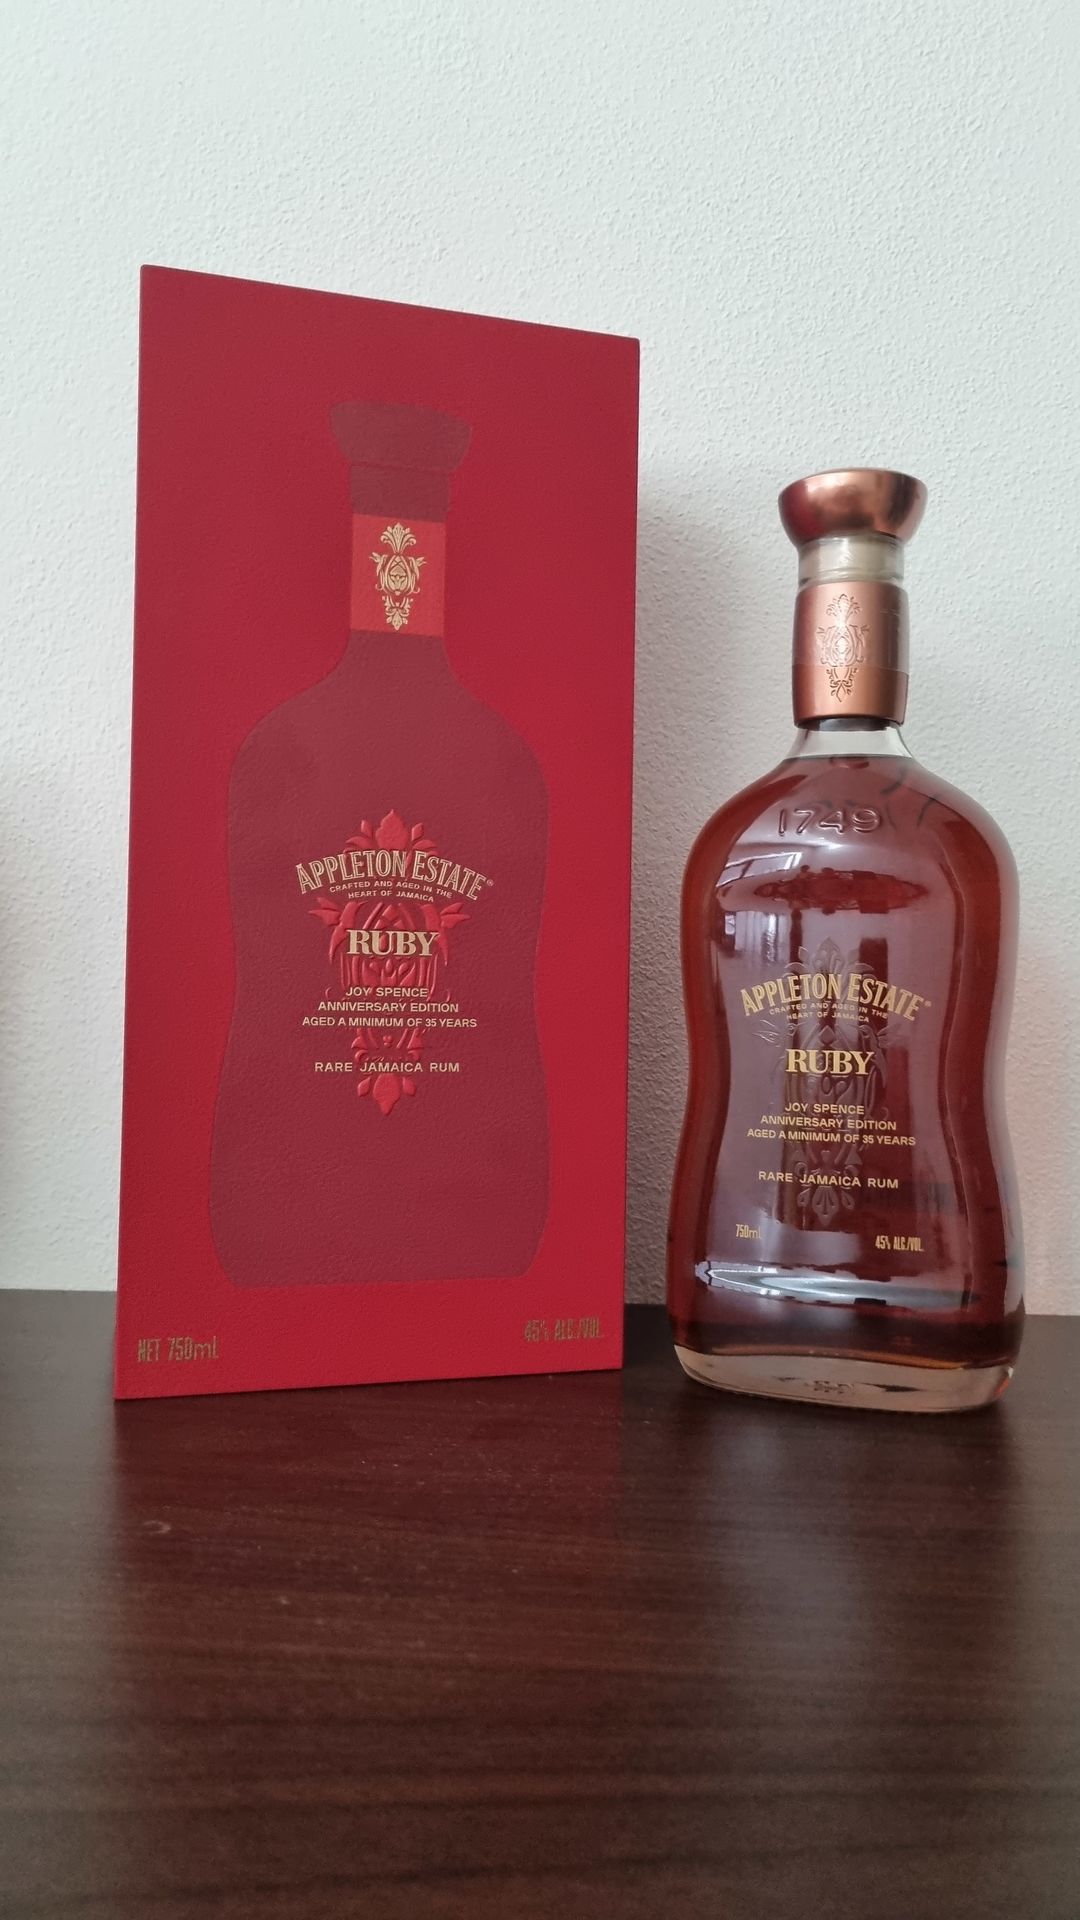 APPLETON ESTATE®
CRAFTED AND AGED IN THE
HEART OF JAMAICA
RUBY
JOY SPENCE
ANNIVERSARY EDITION
AGED A MINIMUM OF 35 YEARS
RARE JAMAICA RUM
NET 750mL
45% ALC./VOL.
1749
APPLETON ESTATE®
CRAFTED AND AGED IN THE
HEART OF JAMAICA
RUBY
JOY SPENCE
ANNIVERSARY EDITION
AGED A MINIMUM OF 35 YEARS
RARE JAMAICA RUM
750mL
45% ALC./VOL.